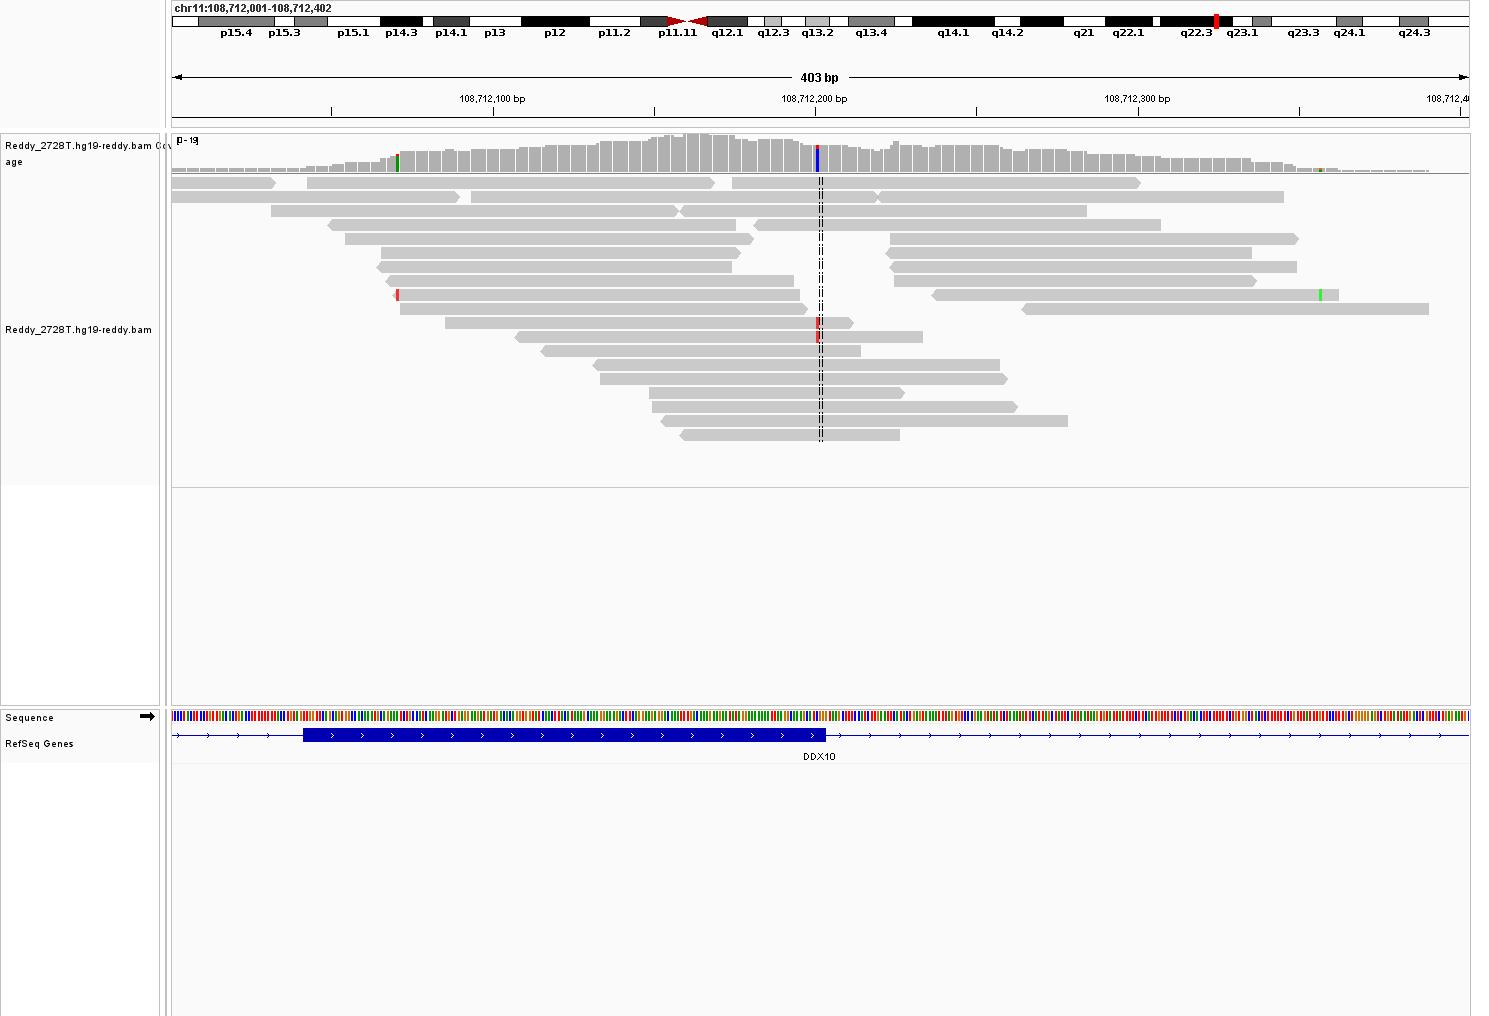 chr11:108,712,001-108,712,402
p15.4 p15.3 p15.1 p14.3 p14.1 p13 p12 p11.2 p11.11 q12.1 q12.3 q13.2 q13.4 q14.1 q14.2 q21 q22.1 q22.3 q23.1 q23.3 q24.1 q24.3
403 bp
108,712,100 bp 108,712,200 bp 108,712,300 bp 108,712,4
Reddy_2728T.hg19-reddy.bam Cov
age
[0 - 19]
Reddy_2728T.hg19-reddy.bam
Sequence
RefSeq Genes
DDX10